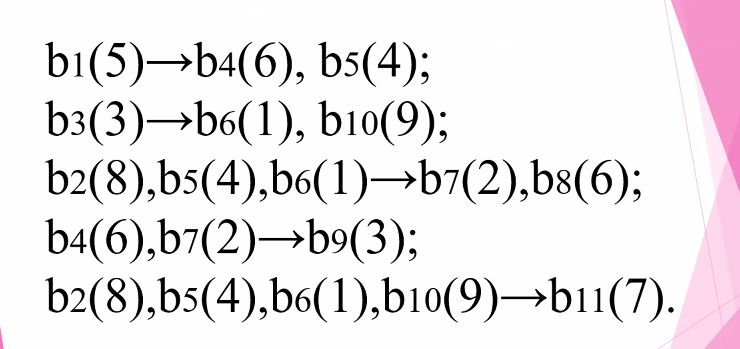 b1(5)→b4(6), b5(4);
b3(3)→b6(1), b10(9);
b2(8),b5(4),b6(1)→b7(2),b8(6);
b4(6),b7(2)→b9(3);
b2(8),b5(4),b6(1),b10(9)→b11(7).